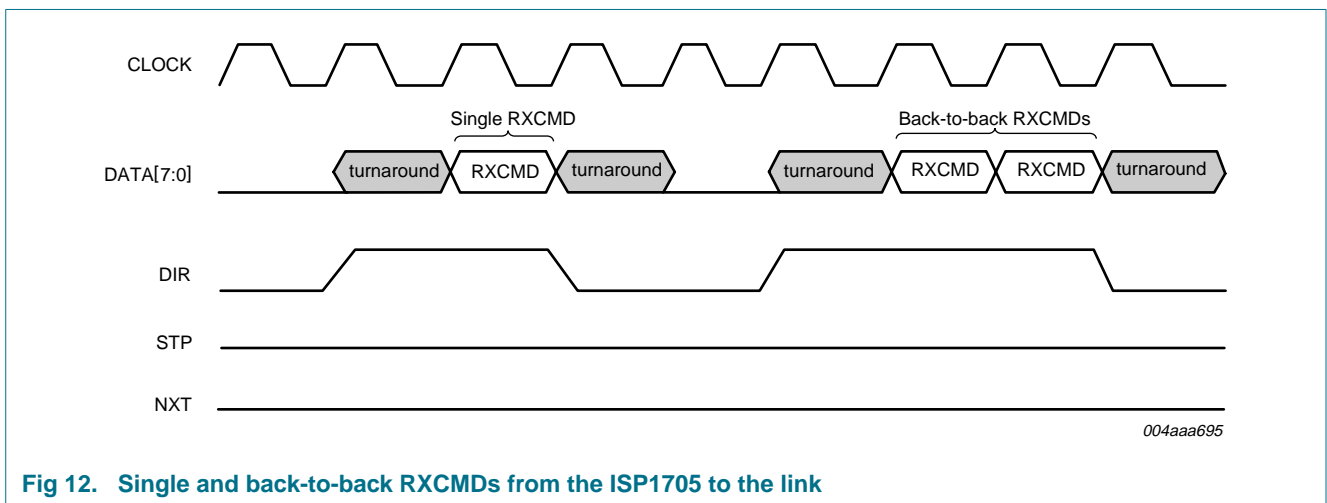 CLOCK
Single RXCMD
Back-to-back RXCMDs
DATA[7:0]
turnaround
RXCMD
turnaround
turnaround
RXCMD
RXCMD
turnaround
DIR
STP
NXT
004aaa695
Fig 12. Single and back-to-back RXCMDs from the ISP1705 to the link